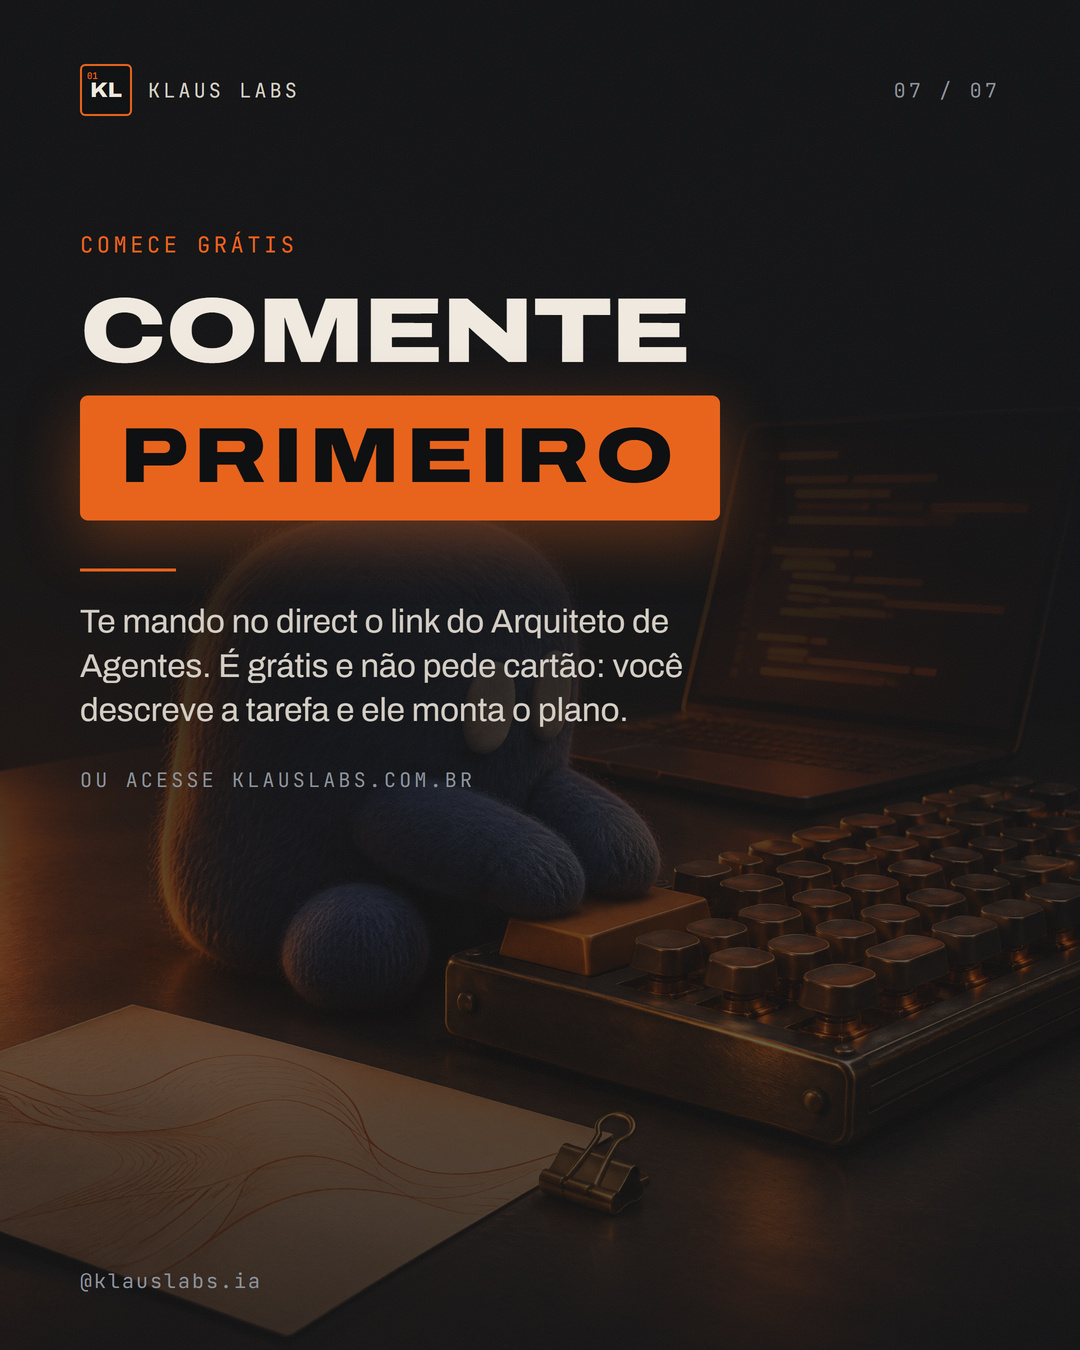 01
KL
KLAUS LABS
07 / 07
COMECE GRÁTIS
COMENTE
PRIMEIRO
Te mando no direct o link do Arquiteto de
Agentes. É grátis e não pede cartão: você
descreve a tarefa e ele monta o plano.
OU ACESSE KLAUSLABS.COM.BR
@klauslabs.ia